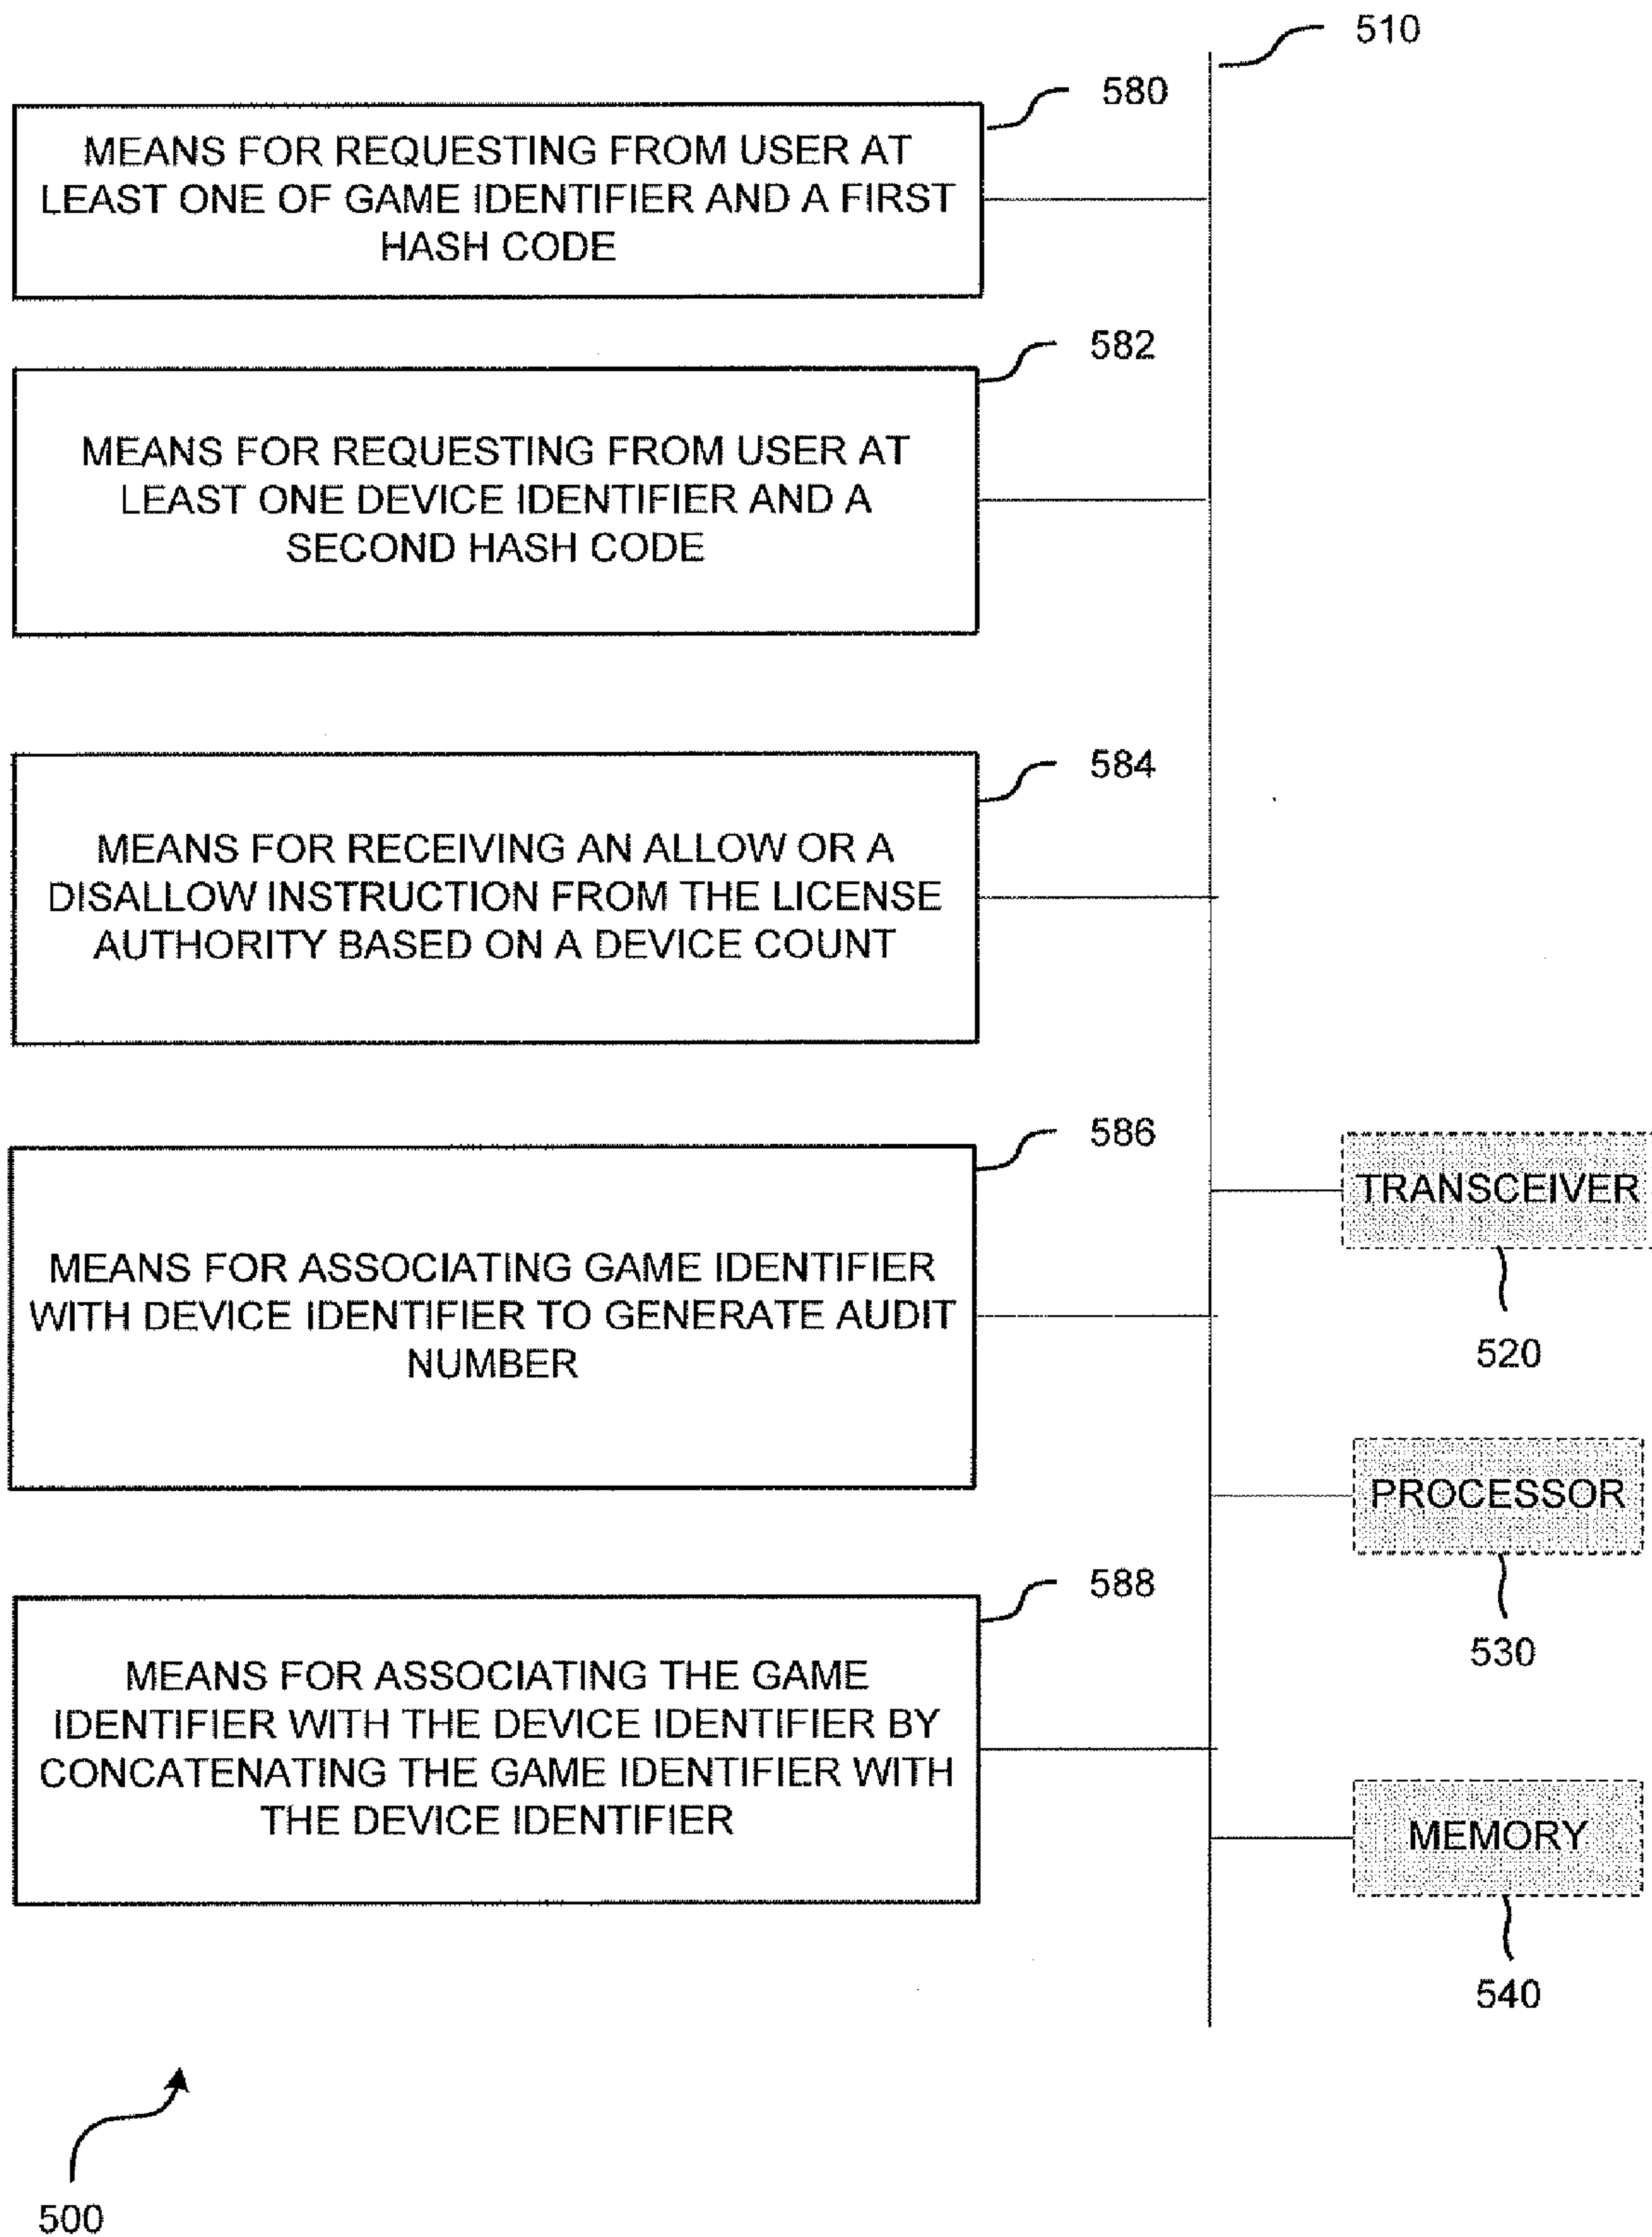 510
580
MEANS FOR REQUESTING FROM USER AT
LEAST ONE OF GAME IDENTIFIER AND A FIRST
HASH CODE
582
MEANS FOR REQUESTING FROM USER AT
LEAST ONE DEVICE IDENTIFIER AND A
SECOND HASH CODE
584
MEANS FOR RECEIVING AN ALLOW OR A
DISALLOW INSTRUCTION FROM THE LICENSE
AUTHORITY BASED ON A DEVICE COUNT
586
MEANS FOR ASSOCIATING GAME IDENTIFIER
WITH DEVICE IDENTIFIER TO GENERATE AUDIT
NUMBER
TRANSCEIVER
520
PROCESSOR
530
588
MEANS FOR ASSOCIATING THE GAME
IDENTIFIER WITH THE DEVICE IDENTIFIER BY
CONCATENATING THE GAME IDENTIFIER WITH
THE DEVICE IDENTIFIER
MEMORY
540
500